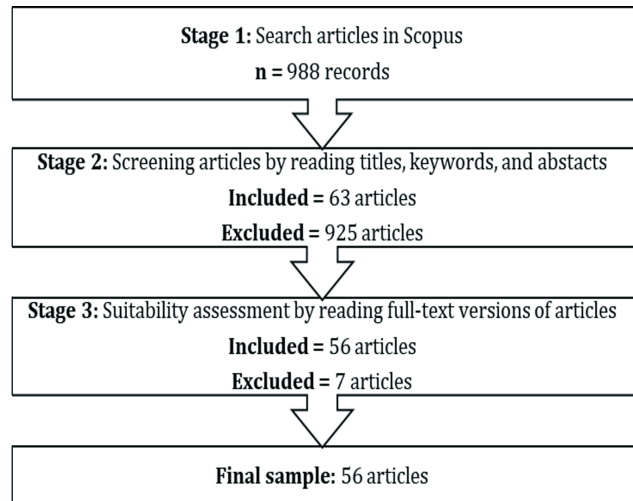 Stage 1: Search articles in Scopus
n = 988 records
Stage 2: Screening articles by reading titles, keywords, and abstacts
Included = 63 articles
Excluded = 925 articles
Stage 3: Suitability assessment by reading full-text versions of articles
Included = 56 articles
Excluded = 7 articles
Final sample: 56 articles